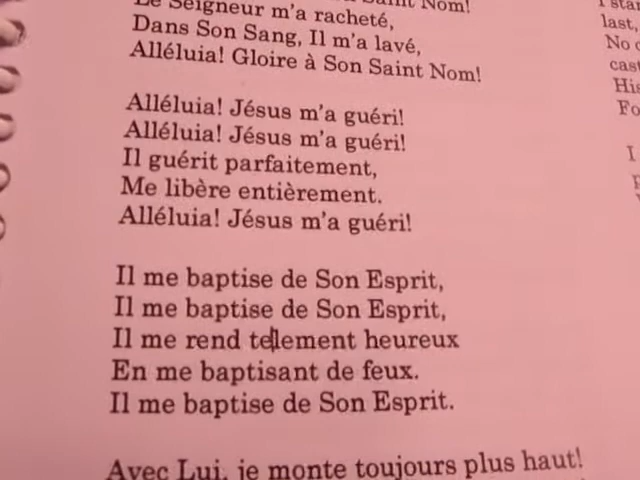 Saint Nom!
Le Seigneur m'a racheté,
Dans Son Sang, Il m'a lavé,
Alléluia! Gloire à Son Saint Nom!
Alléluia! Jésus m'a guéri!
Alléluia! Jésus m'a guéri!
Il guérit parfaitement,
Me libère entièrement.
Alléluia! Jésus m'a guéri!
Il me baptise de Son Esprit,
Il me baptise de Son Esprit,
Il me rend tellement heureux
En me baptisant de feux.
Il me baptise de Son Esprit.
Avec Lui, je monte toujours plus haut!
last,
No
cast
His
I